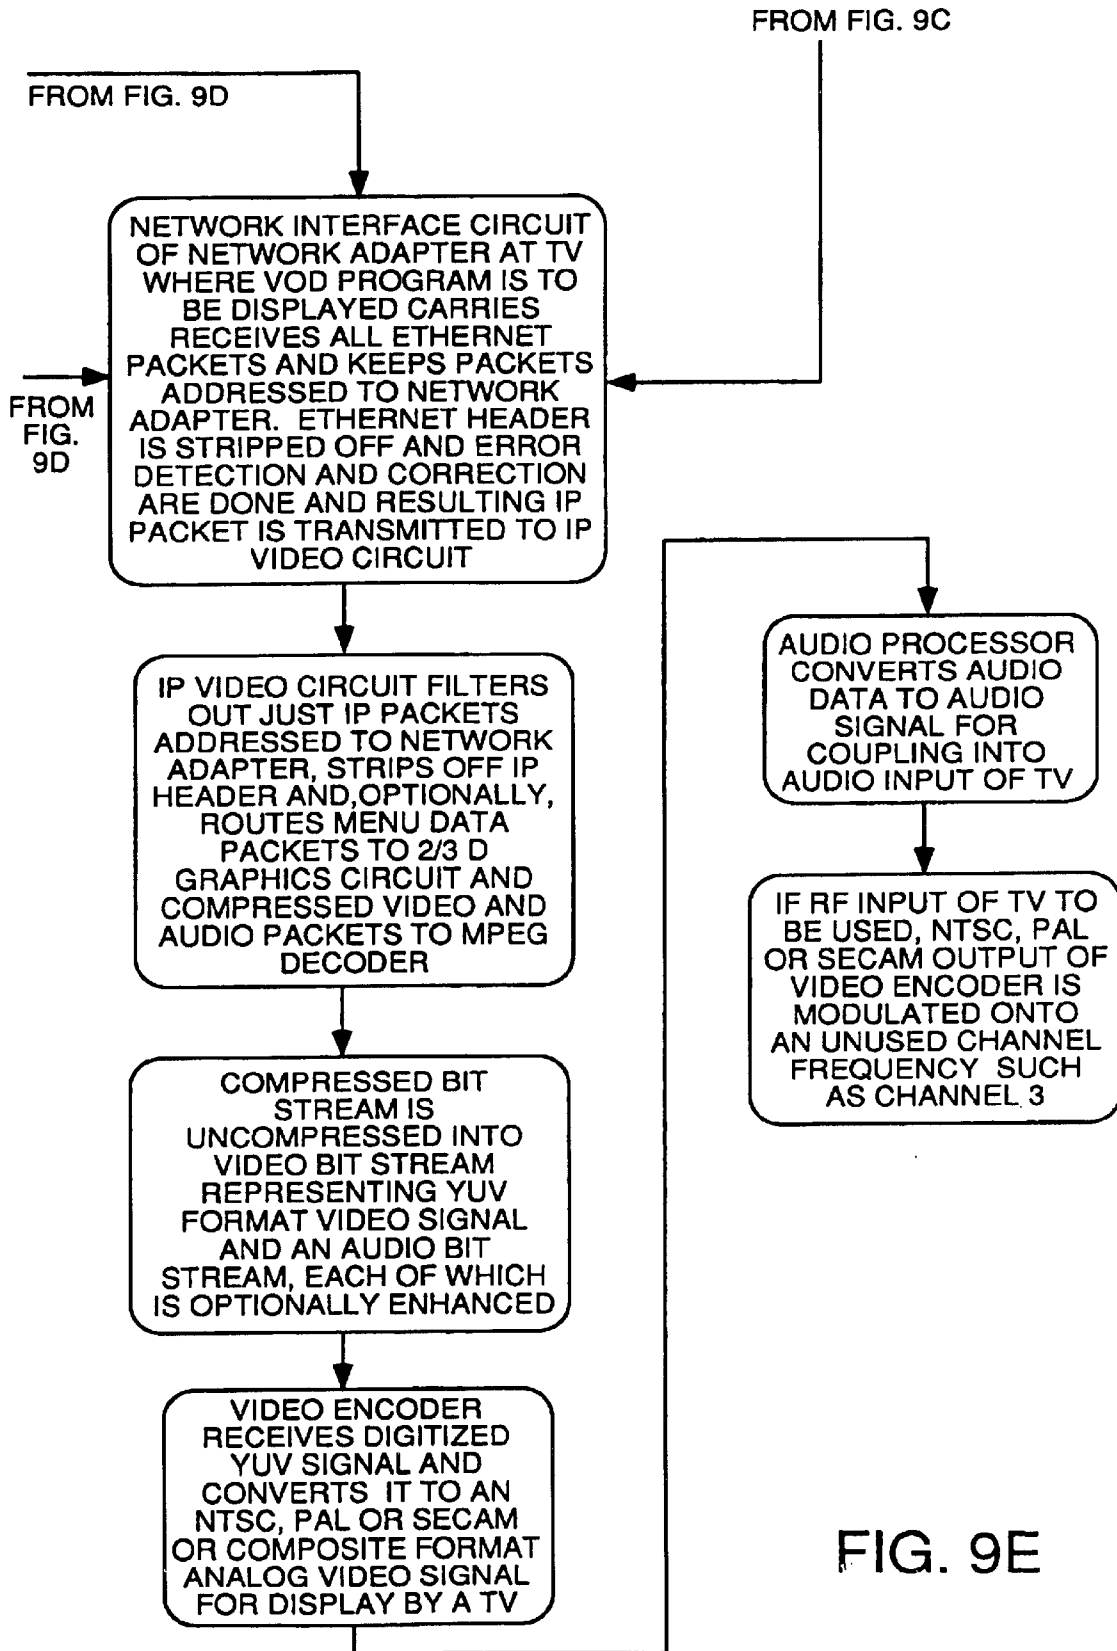 FROM FIG. 9C
FROM FIG. 9D
NETWORK INTERFACE CIRCUIT
OF NETWORK ADAPTER AT TV
WHERE VOD PROGRAM IS TO
BE DISPLAYED CARRIES
RECEIVES ALL ETHERNET
PACKETS AND KEEPS PACKETS
ADDRESSED TO NETWORK
ADAPTER. ETHERNET HEADER
IS STRIPPED OFF AND ERROR
DETECTION AND CORRECTION
ARE DONE AND RESULTING IP
PACKET IS TRANSMITTED TO IP
VIDEO CIRCUIT
FROM
FIG.
9D
IP VIDEO CIRCUIT FILTERS
OUT JUST IP PACKETS
ADDRESSED TO NETWORK
ADAPTER, STRIPS OFF IP
HEADER AND,OPTIONALLY,
ROUTES MENU DATA
PACKETS TO 2/3 D
GRAPHICS CIRCUIT AND
COMPRESSED VIDEO AND
AUDIO PACKETS TO MPEG
DECODER
COMPRESSED BIT
STREAM IS
UNCOMPRESSED INTO
VIDEO BIT STREAM
REPRESENTING YUV
FORMAT VIDEO SIGNAL
AND AN AUDIO BIT
STREAM, EACH OF WHICH
IS OPTIONALLY ENHANCED
VIDEO ENCODER
RECEIVES DIGITIZED
YUV SIGNAL AND
CONVERTS IT TO AN
NTSC, PAL OR SECAM
OR COMPOSITE FORMAT
ANALOG VIDEO SIGNAL
FOR DISPLAY BY A TV
AUDIO PROCESSOR
CONVERTS AUDIO
DATA TO AUDIO
SIGNAL FOR
COUPLING INTO
AUDIO INPUT OF TV
IF RF INPUT OF TV TO
BE USED, NTSC, PAL
OR SECAM OUTPUT OF
VIDEO ENCODER IS
MODULATED ONTO
AN UNUSED CHANNEL
FREQUENCY SUCH
AS CHANNEL 3
FIG. 9E